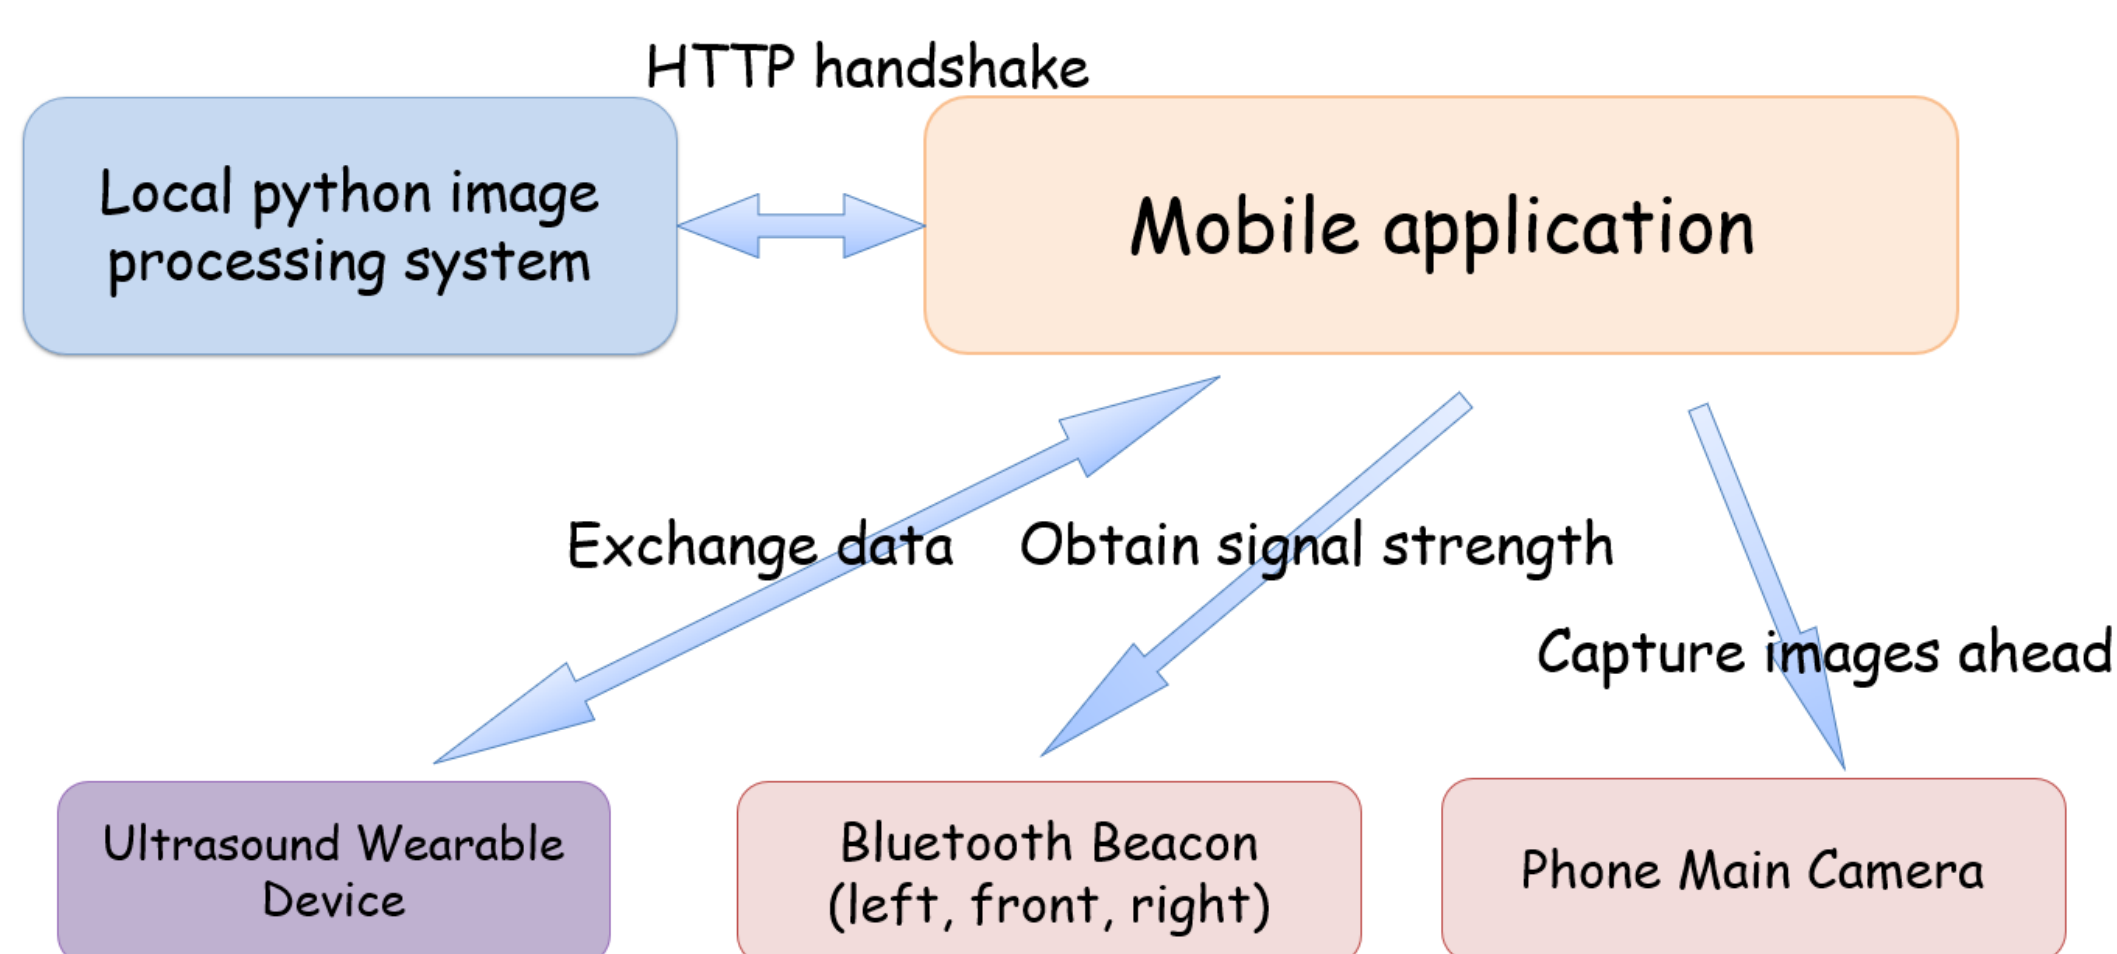 HTTP handshake
Local python image
processing system
Mobile application
Exchange data
Obtain signal strength
Capture images ahead
Ultrasound Wearable
Device
Bluetooth Beacon
(left, front, right)
Phone Main Camera